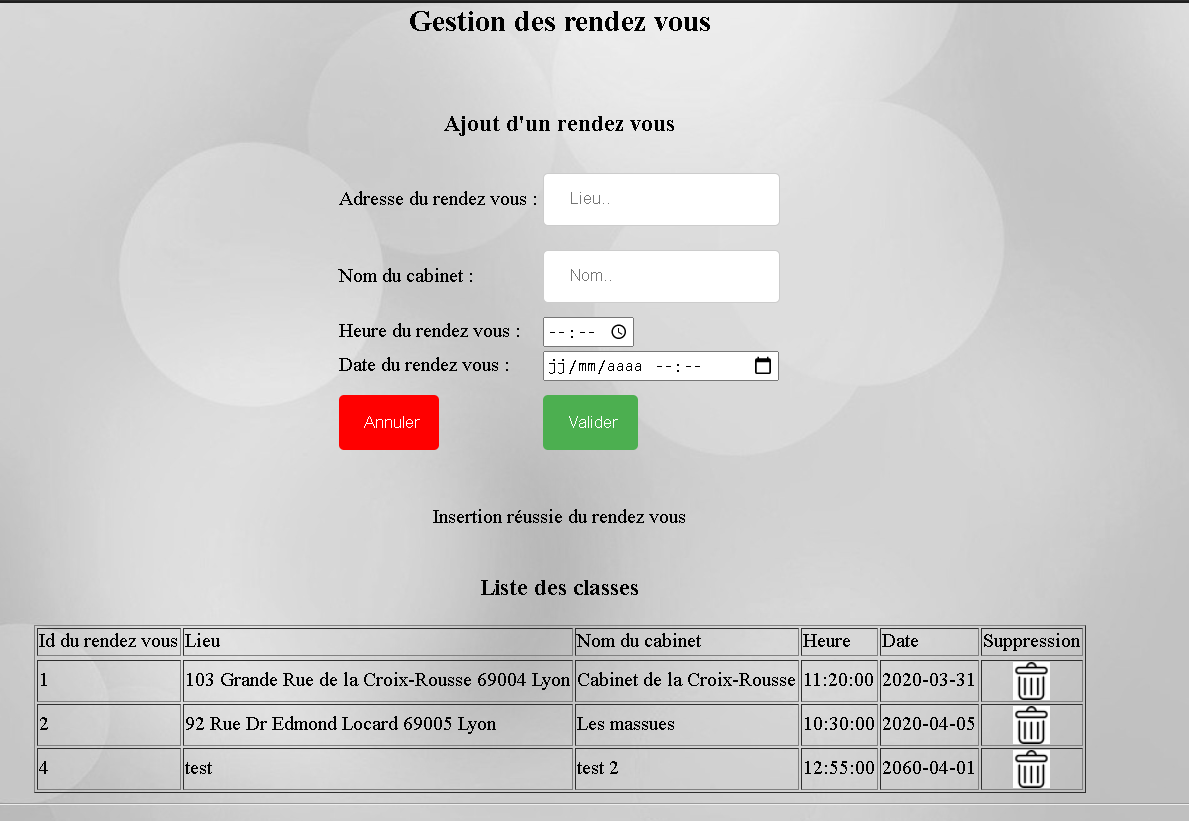 Gestion des rendez vous
Ajout d'un rendez vous
Adresse du rendez vous : Lieu..
Nom du cabinet : Nom..
Heure du rendez vous : --:--
Date du rendez vous : jj/mm/aaaa --:--
Annuler Valider
Insertion réussie du rendez vous
Liste des classes
Id du rendez vous Lieu Nom du cabinet Heure Date Suppression
1 103 Grande Rue de la Croix-Rousse 69004 Lyon Cabinet de la Croix-Rousse 11:20:00 2020-03-31
2 92 Rue Dr Edmond Locard 69005 Lyon Les massues 10:30:00 2020-04-05
4 test test 2 12:55:00 2060-04-01